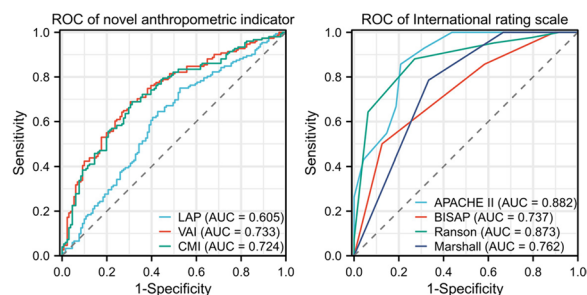 ROC of novel anthropometric indicator
1.0
0.8
0.6
0.4
0.2
0.0
Sensitivity
LAP (AUC = 0.605)
VAI (AUC = 0.733)
CMI (AUC = 0.724)
0.0 0.2 0.4 0.6 0.8 1.0
1-Specificity
ROC of International rating scale
1.0
0.8
0.6
0.4
0.2
0.0
Sensitivity
APACHE II (AUC = 0.882)
BISAP (AUC = 0.737)
Ranson (AUC = 0.873)
Marshall (AUC = 0.762)
0.0 0.2 0.4 0.6 0.8 1.0
1-Specificity